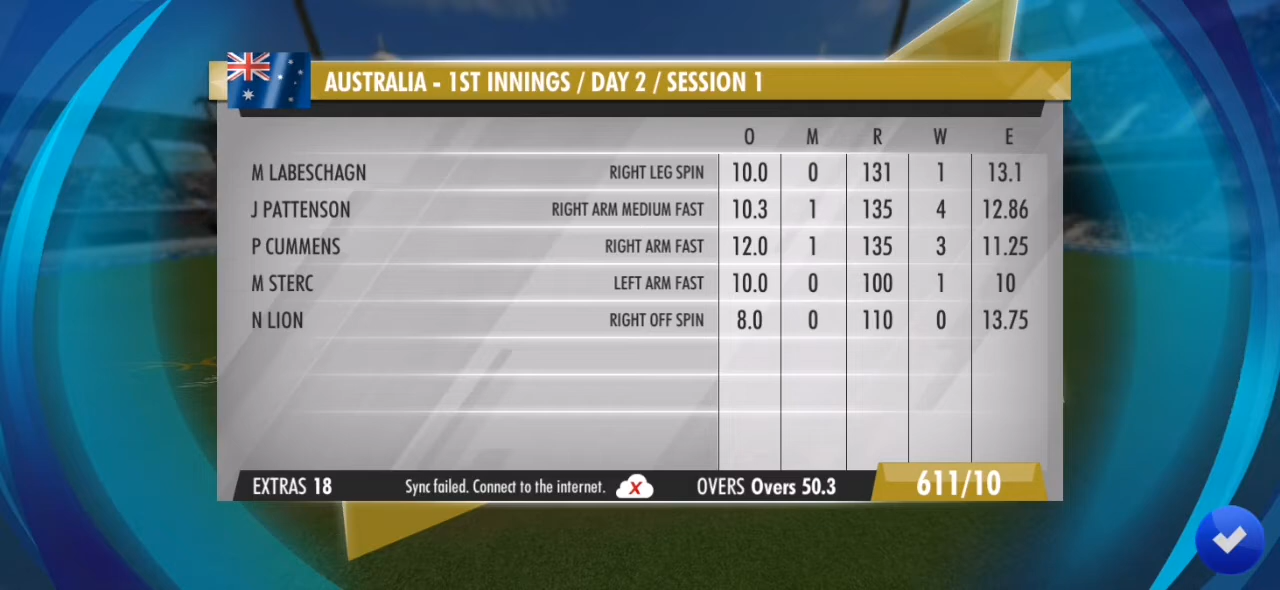 AUSTRALIA - 1ST INNINGS / DAY 2 / SESSION 1
O M R W E
M LABESCHAGN RIGHT LEG SPIN 10.0 0 131 1 13.1
J PATTENSON RIGHT ARM MEDIUM FAST 10.3 1 135 4 12.86
P CUMMENS RIGHT ARM FAST 12.0 1 135 3 11.25
M STERC LEFT ARM FAST 10.0 0 100 1 10
N LION RIGHT OFF SPIN 8.0 0 110 0 13.75
EXTRAS 18 Sync failed. Connect to the internet. X OVERS Overs 50.3 611/10